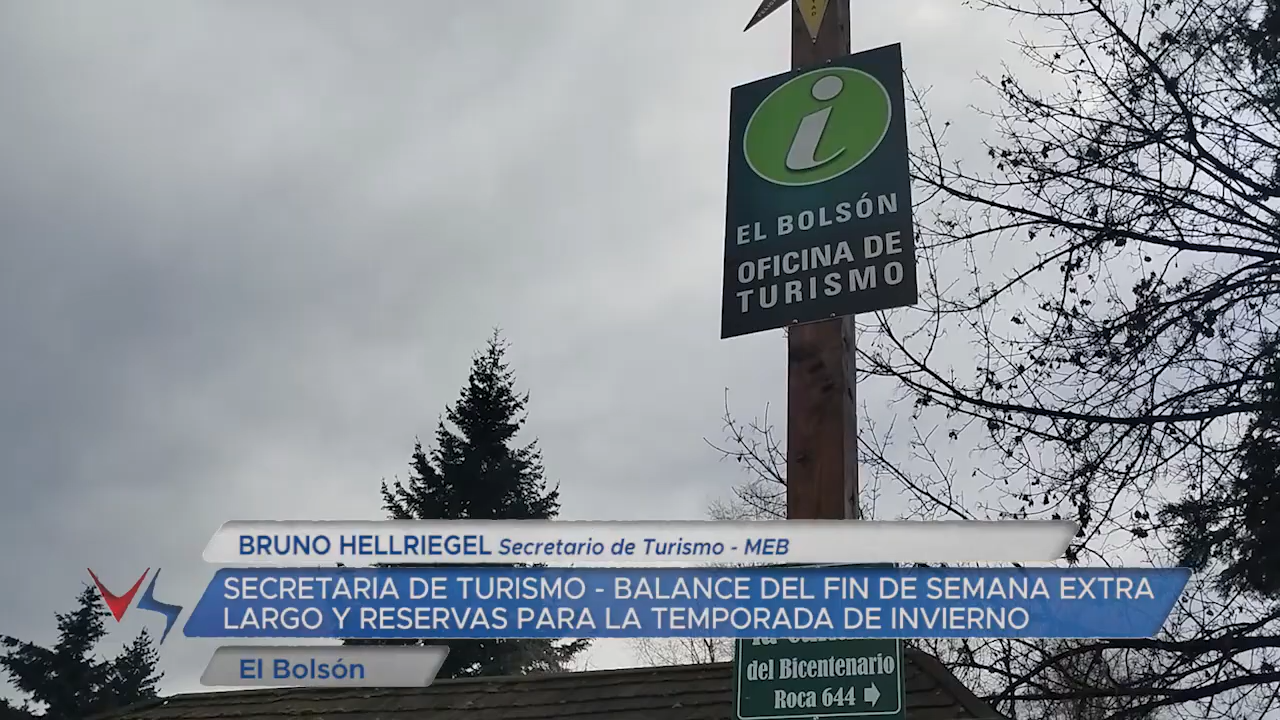 EL BOLSÓN
OFICINA DE
TURISMO
BRUNO HELLRIEGEL Secretario de Turismo - MEB
SECRETARIA DE TURISMO - BALANCE DEL FIN DE SEMANA EXTRA
LARGO Y RESERVAS PARA LA TEMPORADA DE INVIERNO
El Bolsón
del Bicentenario
Roca 644